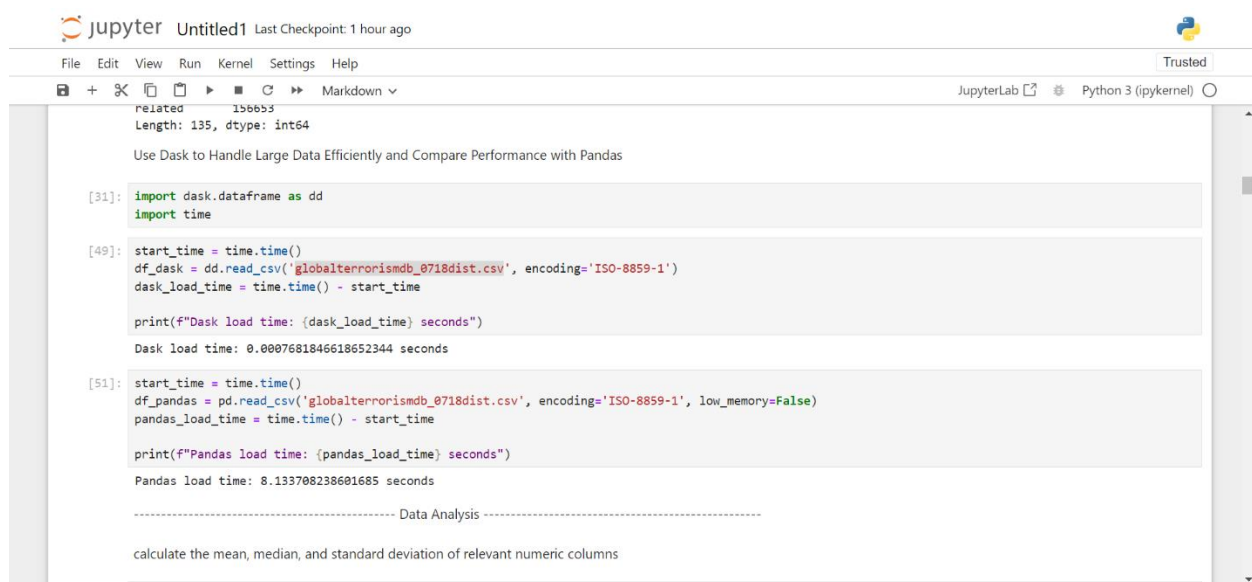 jupyter Untitled1 Last Checkpoint: 1 hour ago
File Edit View Run Kernel Settings Help Trusted
Markdown JupyterLab Python 3 (ipykernel)
related 156653
Length: 135, dtype: int64
Use Dask to Handle Large Data Efficiently and Compare Performance with Pandas
[31]: import dask.dataframe as dd
import time
[49]: start_time = time.time()
df_dask = dd.read_csv('globalterrorismdb_0718dist.csv', encoding='ISO-8859-1')
dask_load_time = time.time() - start_time
print(f"Dask load time: {dask_load_time} seconds")
Dask load time: 0.0007681846618652344 seconds
[51]: start_time = time.time()
df_pandas = pd.read_csv('globalterrorismdb_0718dist.csv', encoding='ISO-8859-1', low_memory=False)
pandas_load_time = time.time() - start_time
print(f"Pandas load time: {pandas_load_time} seconds")
Pandas load time: 8.133708238601685 seconds
------------------------------------------------ Data Analysis ---------------------------------------------------
calculate the mean, median, and standard deviation of relevant numeric columns